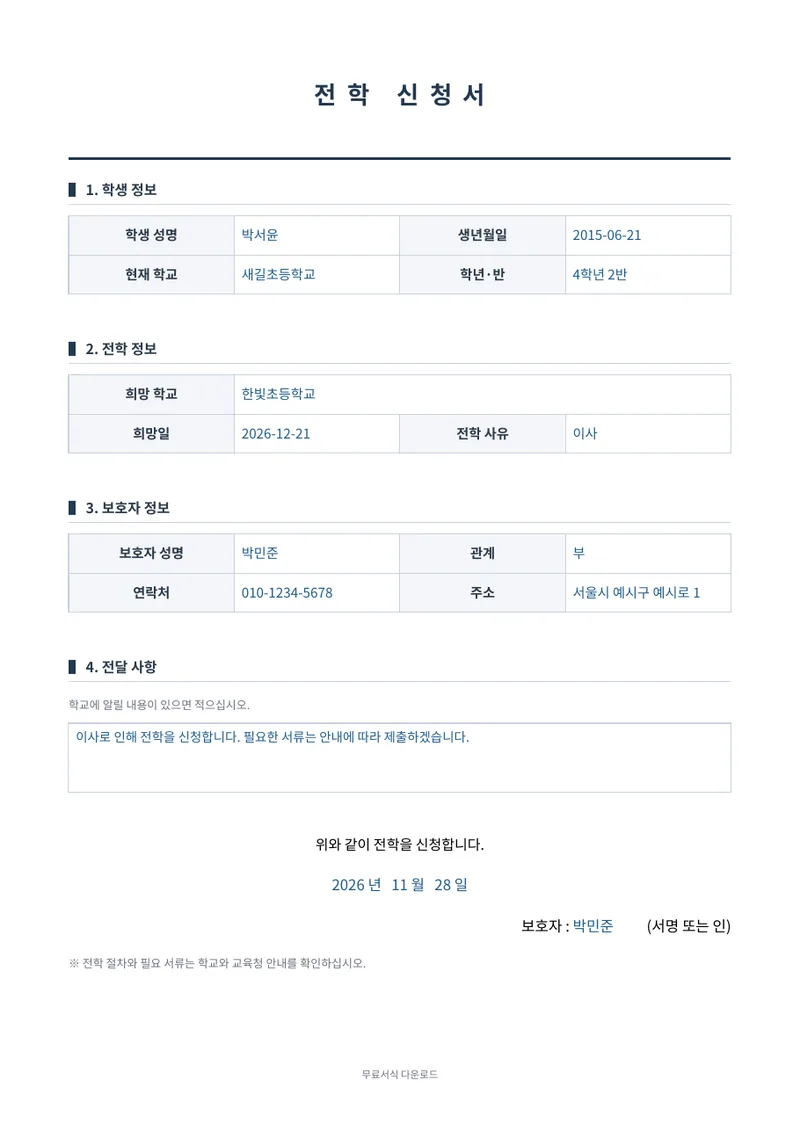 전 학 신 청 서
1. 학생 정보
학생 성명 박서윤 생년월일 2015-06-21
현재 학교 새길초등학교 학년·반 4학년 2반
2. 전학 정보
희망 학교 한빛초등학교
희망일 2026-12-21 전학 사유 이사
3. 보호자 정보
보호자 성명 박민준 관계 부
연락처 010-1234-5678 주소 서울시 예시구 예시로 1
4. 전달 사항
학교에 알릴 내용이 있으면 적으십시오.
이사로 인해 전학을 신청합니다. 필요한 서류는 안내에 따라 제출하겠습니다.
위와 같이 전학을 신청합니다.
2026 년 11 월 28 일
보호자 : 박민준 (서명 또는 인)
※ 전학 절차와 필요 서류는 학교와 교육청 안내를 확인하십시오.
무료서식 다운로드